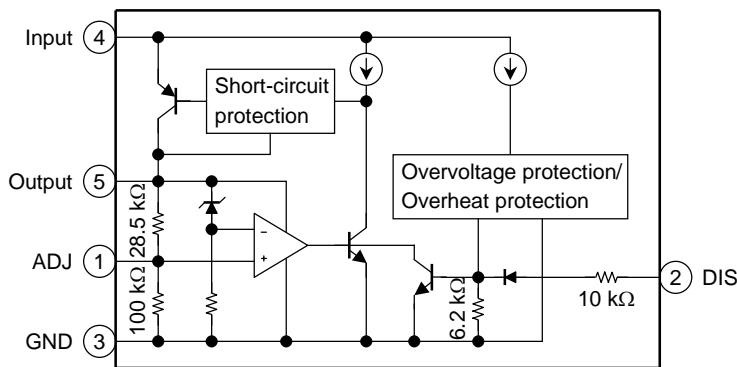 Input 4
Short-circuit
protection
Output 5
28.5 kΩ
Overvoltage protection/
Overheat protection
−
+
ADJ 1
100 kΩ
6.2 kΩ
10 kΩ
2 DIS
GND 3